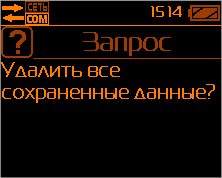 СЕТЬ
COM
15:14
Запрос
Удалить все
сохраненные данные?